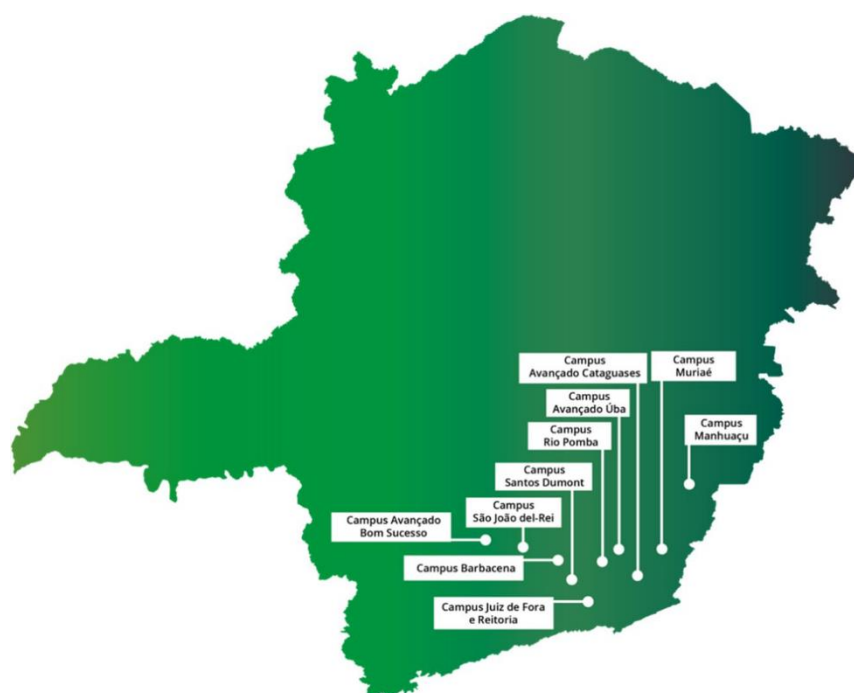 Campus
Avançado Cataguases
Campus
Muriaé
Campus
Avançado Úba
Campus
Rio Pomba
Campus
Manhuaçu
Campus
Santos Dumont
Campus
São João del-Rei
Campus Avançado
Bom Sucesso
Campus Barbacena
Campus Juiz de Fora
e Reitoria